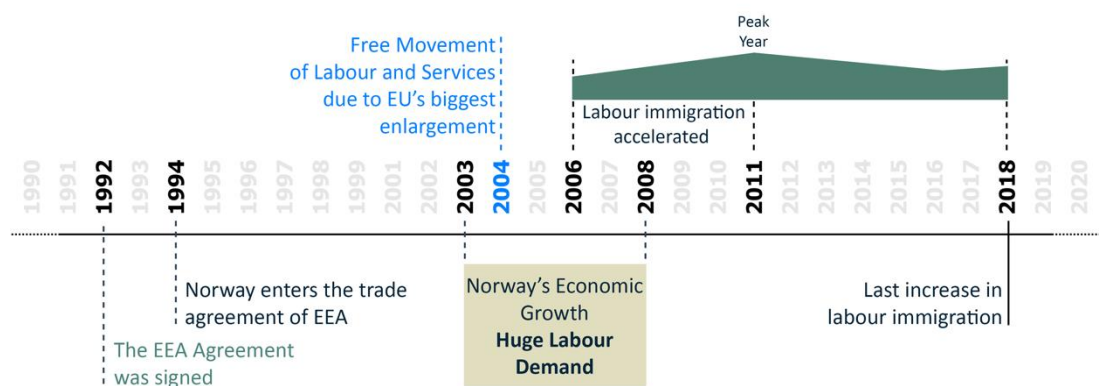 Peak
Year
Free Movement
of Labour and Services
due to EU's biggest
enlargement
Labour immigration
accelerated
1990
1991
1992
1993
1994
1995
1996
1997
1998
1999
2000
2001
2002
2003
2004
2005
2006
2007
2008
2009
2010
2011
2012
2013
2014
2015
2016
2017
2018
2019
2020
Norway enters the trade
agreement of EEA
The EEA Agreement
was signed
Norway's Economic
Growth
Huge Labour
Demand
Last increase in
labour immigration